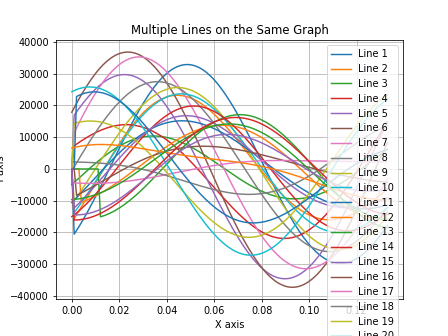 Multiple Lines on the Same Graph
40000
30000
20000
10000
0
−10000
−20000
−30000
−40000
0.00
0.02
0.04
0.06
0.08
0.10
X axis
Line 1
Line 2
Line 3
Line 4
Line 5
Line 6
Line 7
Line 8
Line 9
Line 10
Line 11
Line 12
Line 13
Line 14
Line 15
Line 16
Line 17
Line 18
Line 19
Line 20